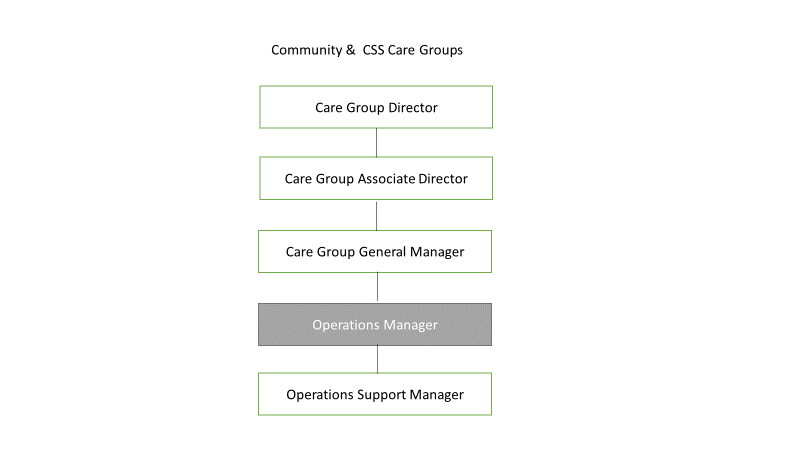 Community & CSS Care Groups
Care Group Director
Care Group Associate Director
Care Group General Manager
Operations Manager
Operations Support Manager